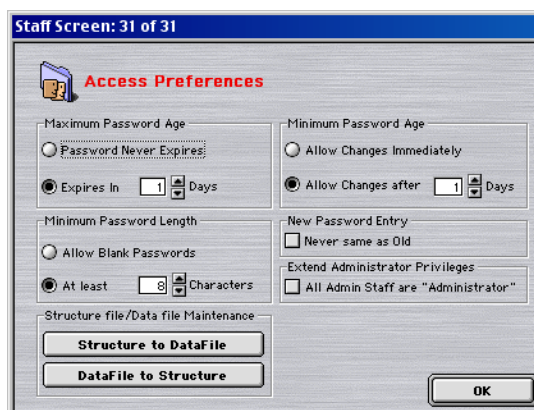 Staff Screen: 31 of 31
Access Preferences
Maximum Password Age
Password Never Expires
Expires In 1 Days
Minimum Password Age
Allow Changes Immediately
Allow Changes after 1 Days
Minimum Password Length
Allow Blank Passwords
At least 8 Characters
New Password Entry
Never same as Old
Extend Administrator Privileges
All Admin Staff are "Administrator"
Structure file/Data file Maintenance
Structure to DataFile
DataFile to Structure
OK